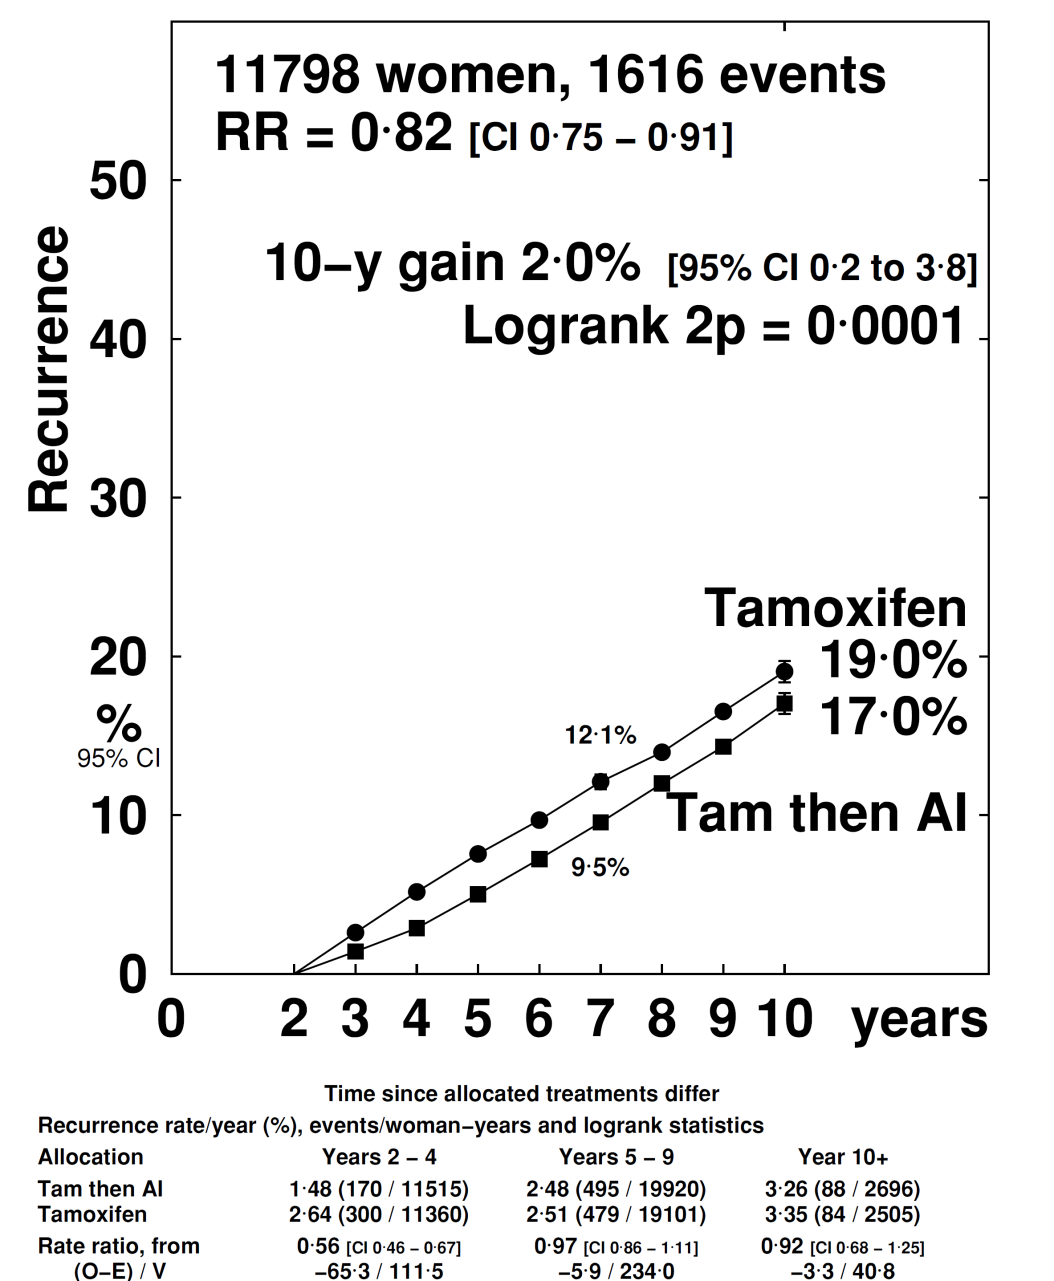 11798 women, 1616 events
RR = 0·82 [CI 0·75 – 0·91]
50
10–y gain 2·0% [95% CI 0·2 to 3·8]
Logrank 2p = 0·0001
40
Recurrence
30
Tamoxifen
20
19·0%
17·0%
%
95% CI
12·1%
10
Tam then AI
9·5%
0
0 2 3 4 5 6 7 8 9 10 years
Time since allocated treatments differ
Recurrence rate/year (%), events/woman–years and logrank statistics
Allocation Years 2 – 4 Years 5 – 9 Year 10+
Tam then AI 1·48 (170 / 11515) 2·48 (495 / 19920) 3·26 (88 / 2696)
Tamoxifen 2·64 (300 / 11360) 2·51 (479 / 19101) 3·35 (84 / 2505)
Rate ratio, from 0·56 [CI 0·46 – 0·67] 0·97 [CI 0·86 – 1·11] 0·92 [CI 0·68 – 1·25]
(O–E) / V –65·3 / 111·5 –5·9 / 234·0 –3·3 / 40·8